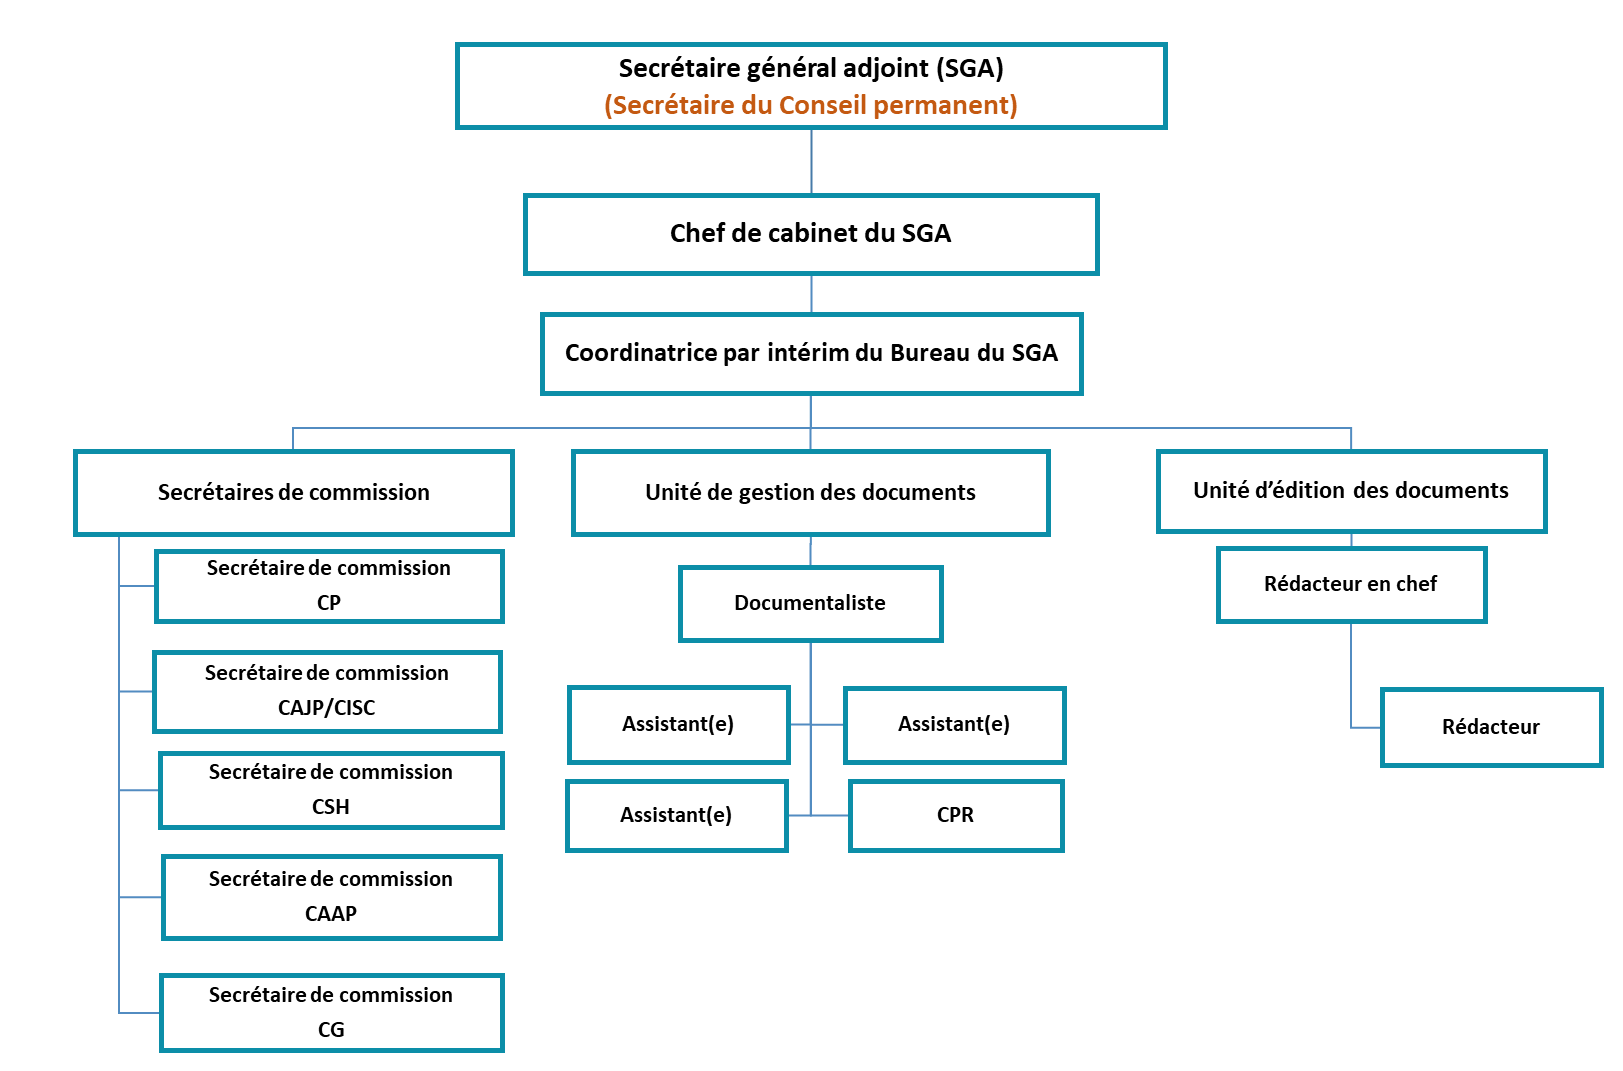 Secrétaire général adjoint (SGA)
(Secrétaire du Conseil permanent)
Chef de cabinet du SGA
Coordinatrice par intérim du Bureau du SGA
Secrétaires de commission
Unité de gestion des documents
Unité d’édition des documents
Secrétaire de commission
CP
Secrétaire de commission
CAJP/CISC
Secrétaire de commission
CSH
Secrétaire de commission
CAAP
Secrétaire de commission
CG
Documentaliste
Assistant(e)
Assistant(e)
Assistant(e)
CPR
Rédacteur en chef
Rédacteur